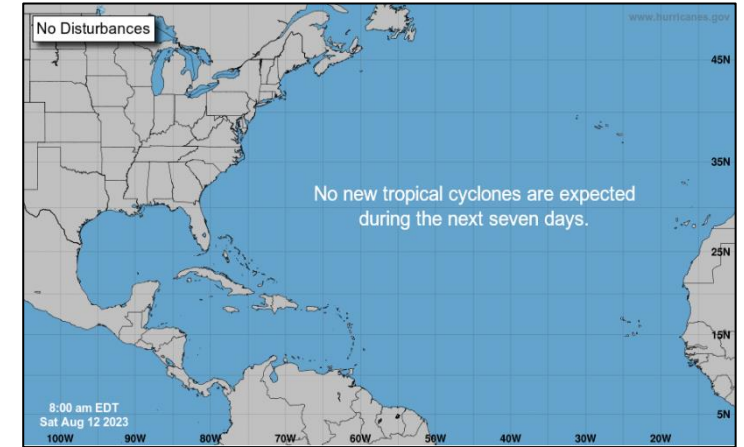 No Disturbances
www.hurricanes.gov
45N
35N
No new tropical cyclones are expected
during the next seven days.
25N
15N
8:00 am EDT
Sat Aug 12 2023
5N
100W 90W 80W 70W 60W 50W 40W 30W 20W